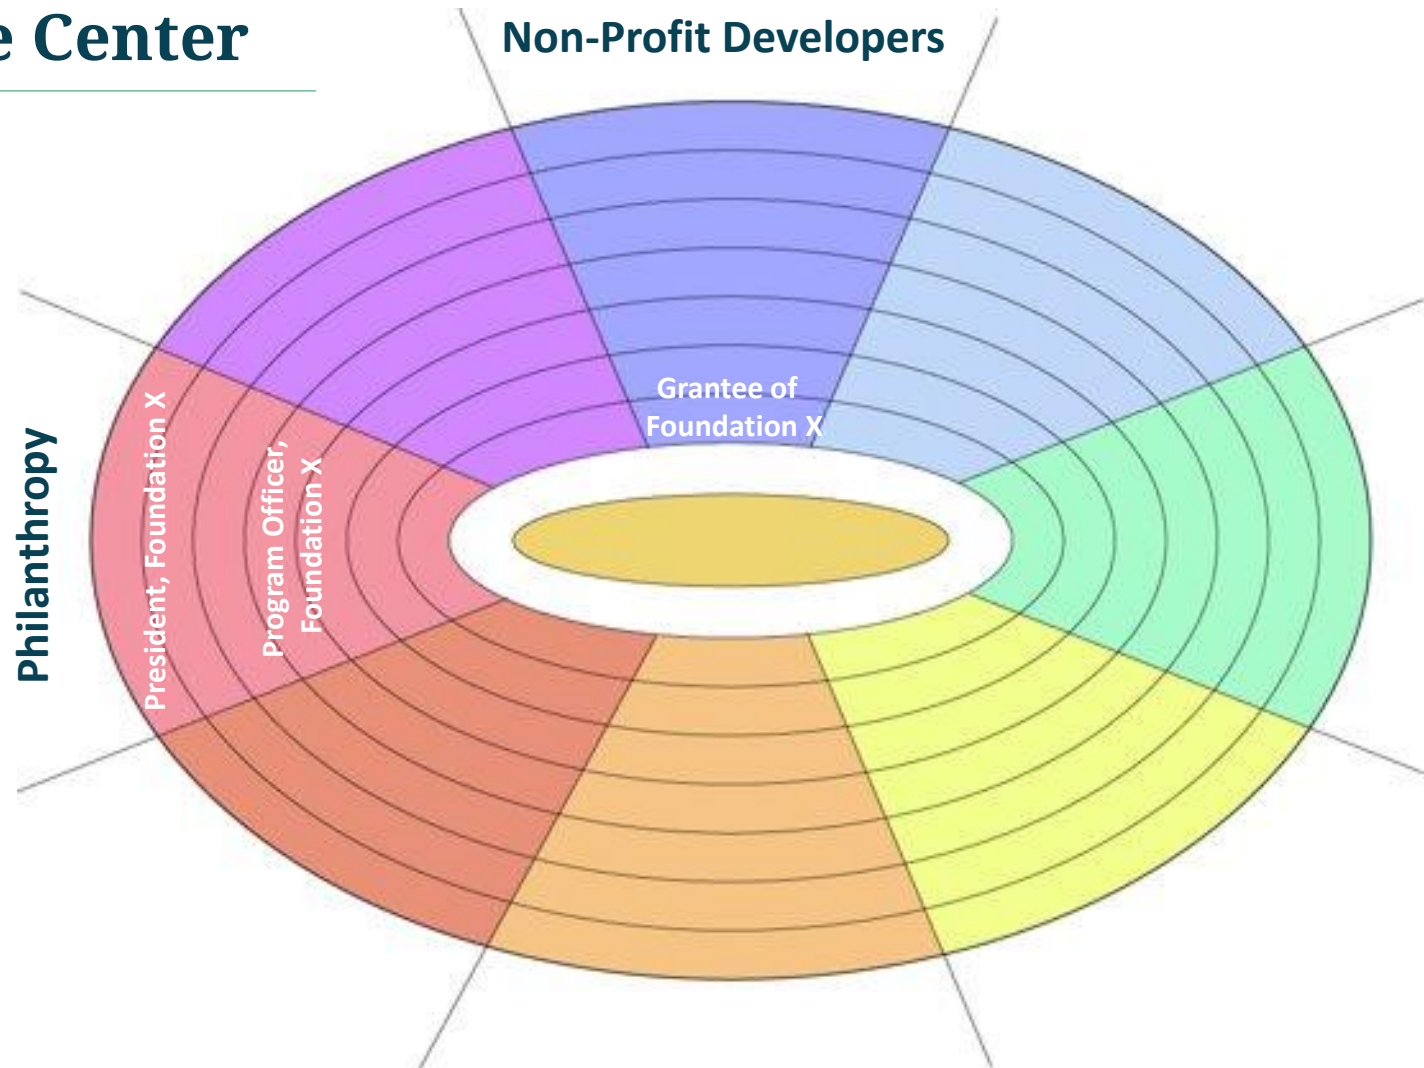 e Center
Non-Profit Developers
Grantee of
Foundation X
Philanthropy
President, Foundation X
Program Officer,
Foundation X